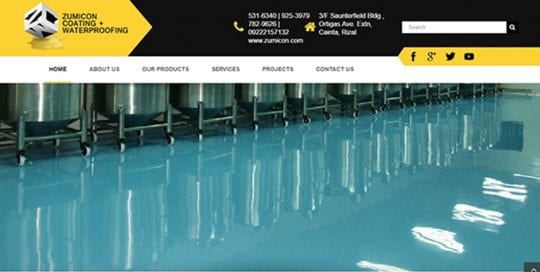 ZUMICON
COATING +
WATERPROOFING
531-6340 | 925-3979
782-9626 |
09222157132
www.zumicon.com
3/F Saunterfield Bldg.,
Ortigas Ave. Extn,
Cainta, Rizal
Search
HOME
ABOUT US
OUR PRODUCTS
SERVICES
PROJECTS
CONTACT US